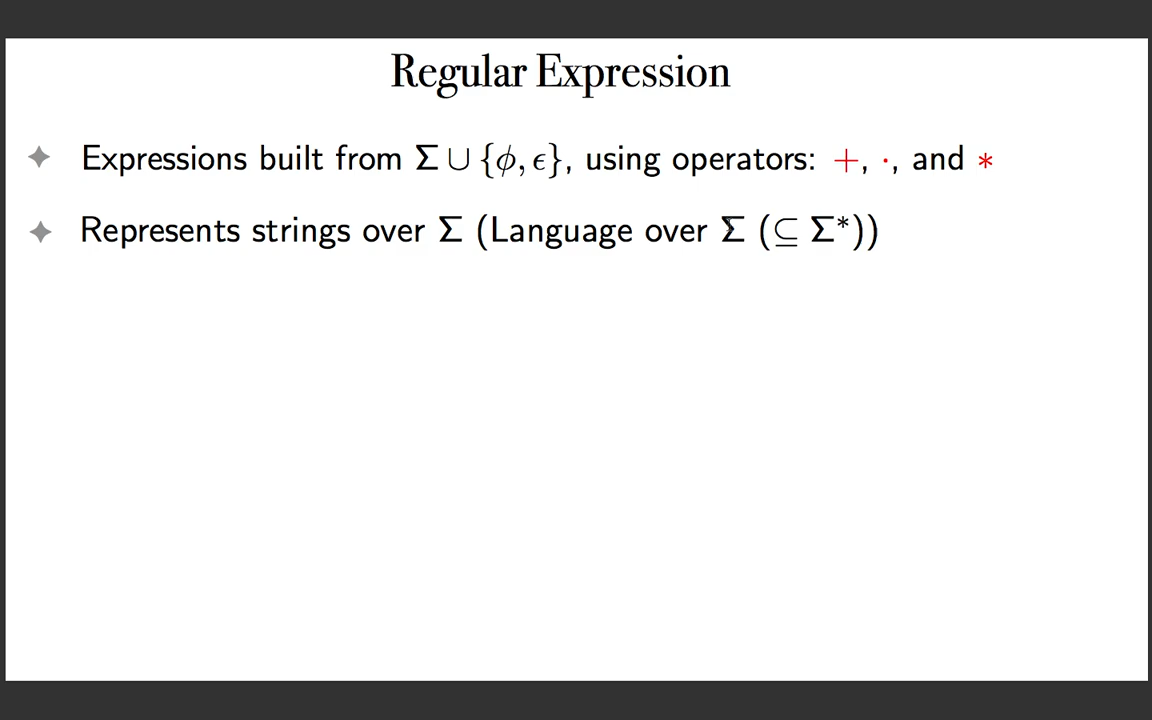 Regular Expression
✦ Expressions built from Σ ∪ {ϕ, ϵ}, using operators: +, ·, and *
✦ Represents strings over Σ (Language over Σ (⊆ Σ*))